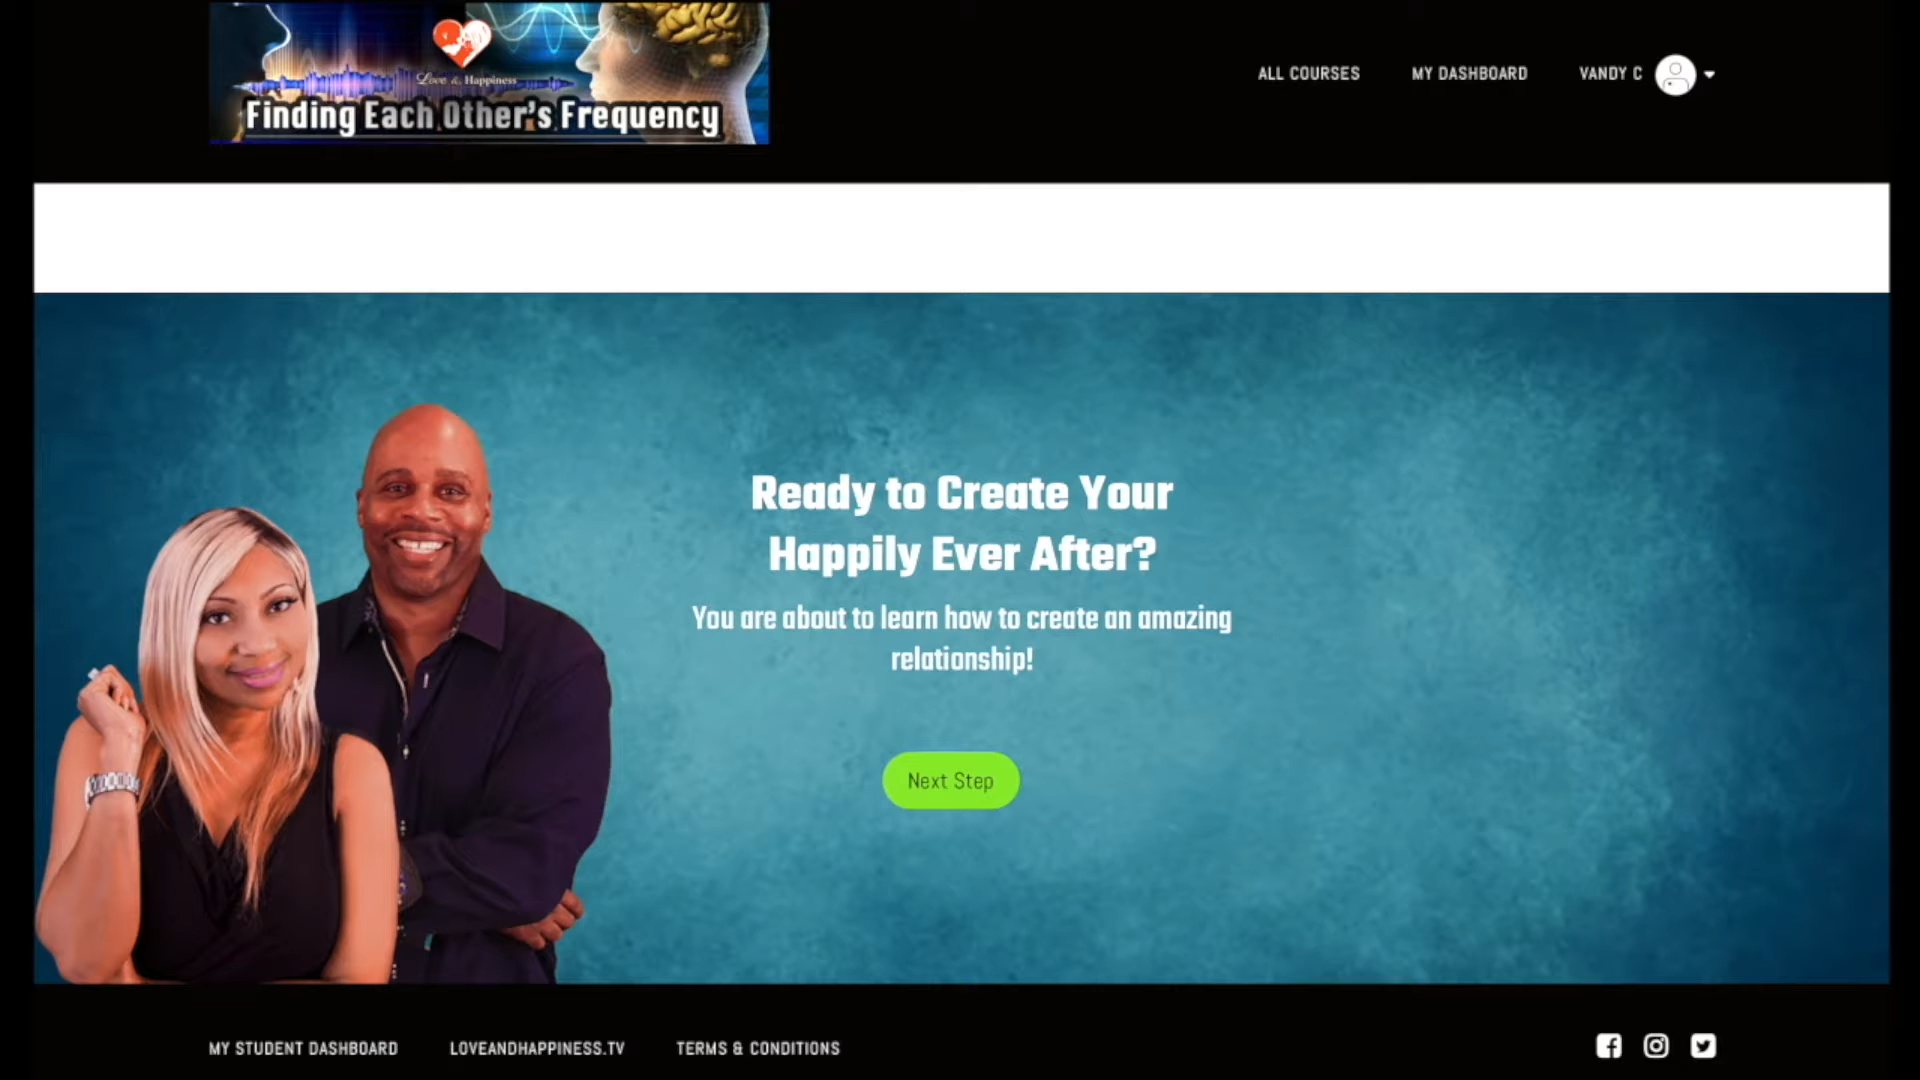 Love & Happiness
Finding Each Other's Frequency
ALL COURSES
MY DASHBOARD
VANDY C
Ready to Create Your
Happily Ever After?
You are about to learn how to create an amazing
relationship!
Next Step
MY STUDENT DASHBOARD
LOVEANDHAPPINESS.TV
TERMS & CONDITIONS